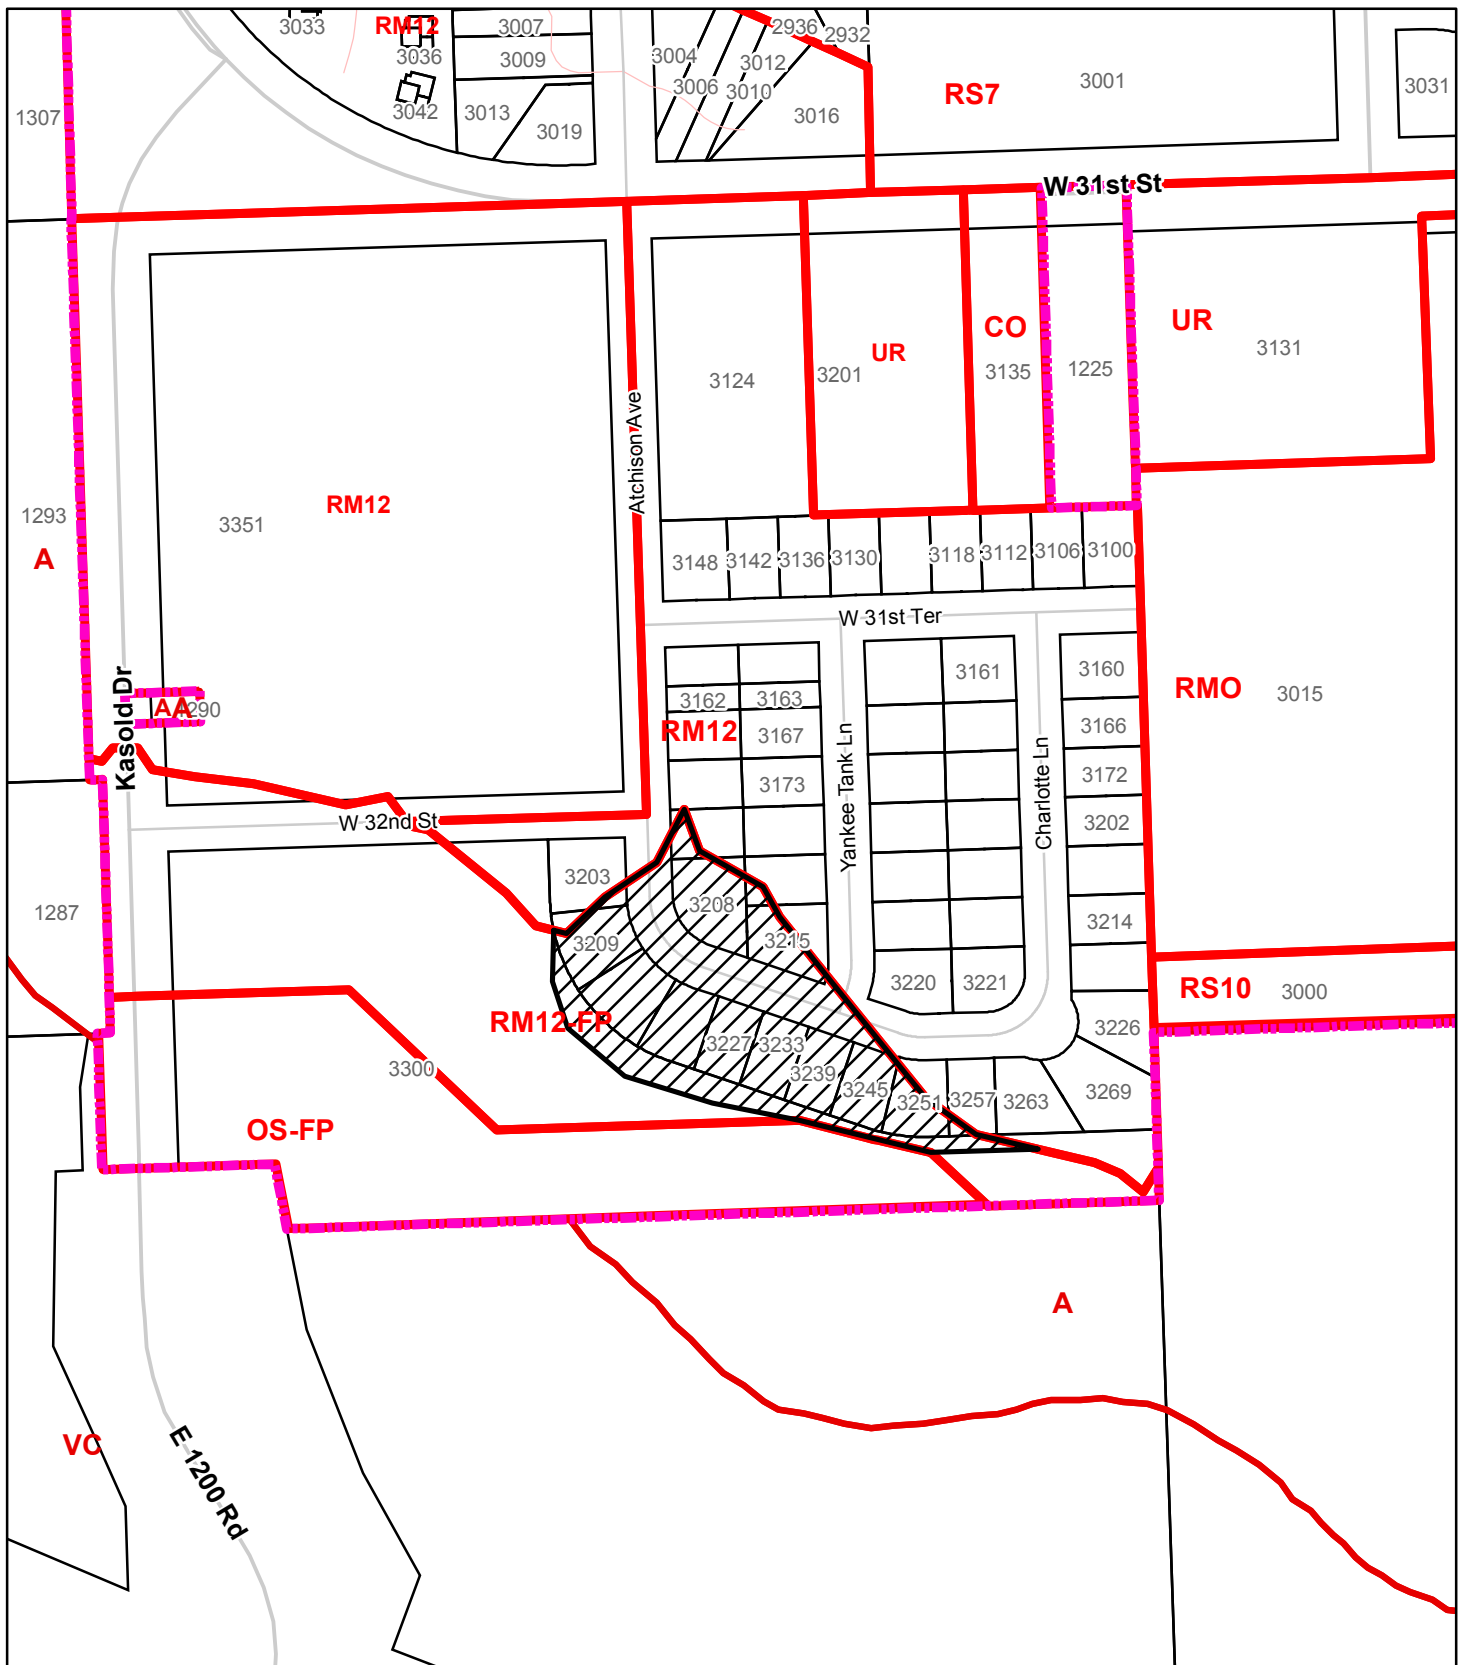 3033
RM12
3036
3042
3007
3009
3013
3019
3004
3006
3012
3010
2936
2932
3016
RS7
3001
3031
1307
W 31st St
3124
3201
UR
CO
3135
1225
UR
3131
Atchison Ave
RM12
3351
1293
A
3148
3142
3136
3130
3118
3112
3106
3100
W 31st Ter
3161
3160
3162
3163
RM12
3167
3166
3173
3172
3202
RMO
3015
Kasold Dr
AA
1290
Yankee Tank Ln
Charlotte Ln
W 32nd St
3203
3208
3209
3215
3214
1287
3220
3221
RS10
3000
3226
RM12-FP
3227
3233
3239
3245
3251
3257
3263
3269
3300
OS-FP
A
VC
E 1200 Rd